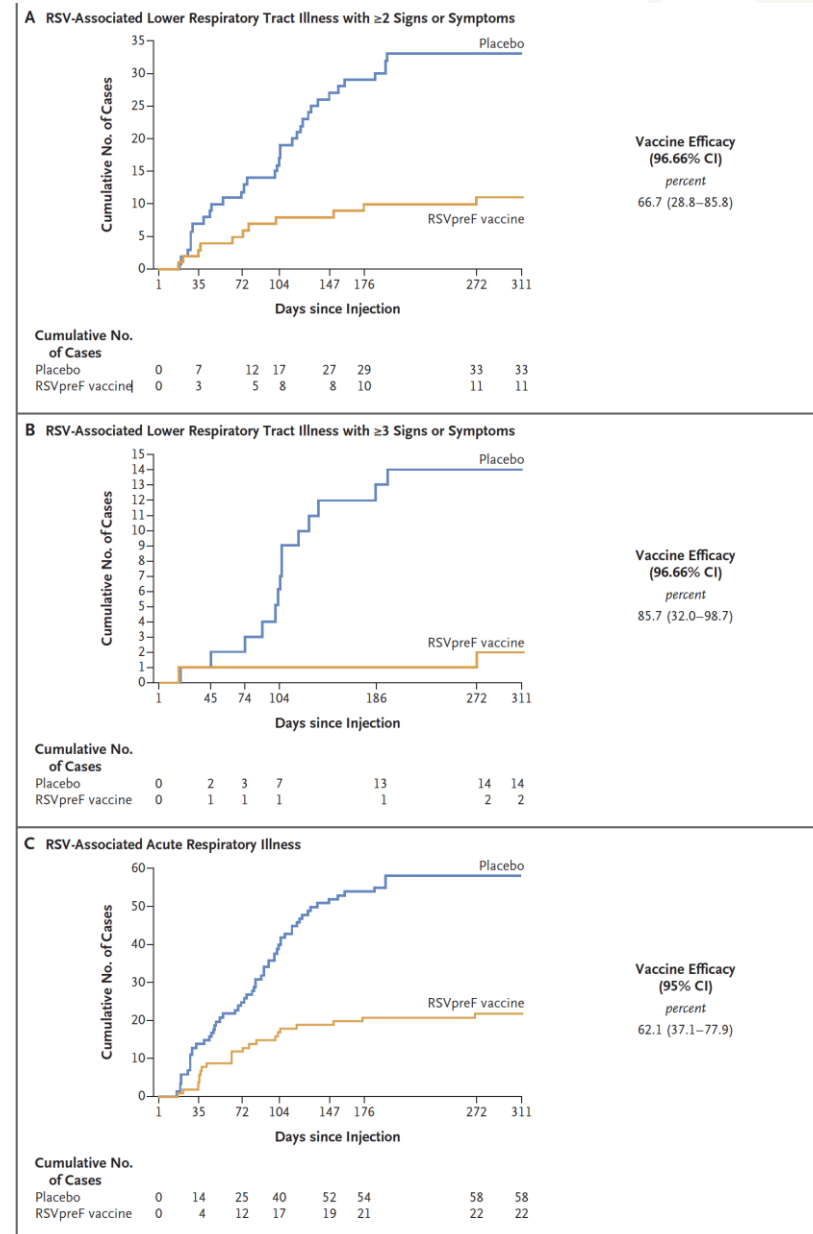 A RSV-Associated Lower Respiratory Tract Illness with ≥2 Signs or Symptoms
Cumulative No. of Cases
35
30
25
20
15
10
5
0
Placebo
RSVpreF vaccine
1 35 72 104 147 176 272 311
Days since Injection
Vaccine Efficacy
(96.66% CI)
percent
66.7 (28.8–85.8)
Cumulative No.
of Cases
Placebo 0 7 12 17 27 29 33 33
RSVpreF vaccine 0 3 5 8 8 10 11 11
B RSV-Associated Lower Respiratory Tract Illness with ≥3 Signs or Symptoms
Cumulative No. of Cases
15
14
13
12
11
10
9
8
7
6
5
4
3
2
1
0
Placebo
RSVpreF vaccine
1 45 74 104 186 272 311
Days since Injection
Vaccine Efficacy
(96.66% CI)
percent
85.7 (32.0–98.7)
Cumulative No.
of Cases
Placebo 0 2 3 7 13 14 14
RSVpreF vaccine 0 1 1 1 1 2 2
C RSV-Associated Acute Respiratory Illness
Cumulative No. of Cases
60
50
40
30
20
10
0
Placebo
RSVpreF vaccine
1 35 72 104 147 176 272 311
Days since Injection
Vaccine Efficacy
(95% CI)
percent
62.1 (37.1–77.9)
Cumulative No.
of Cases
Placebo 0 14 25 40 52 54 58 58
RSVpreF vaccine 0 4 12 17 19 21 22 22